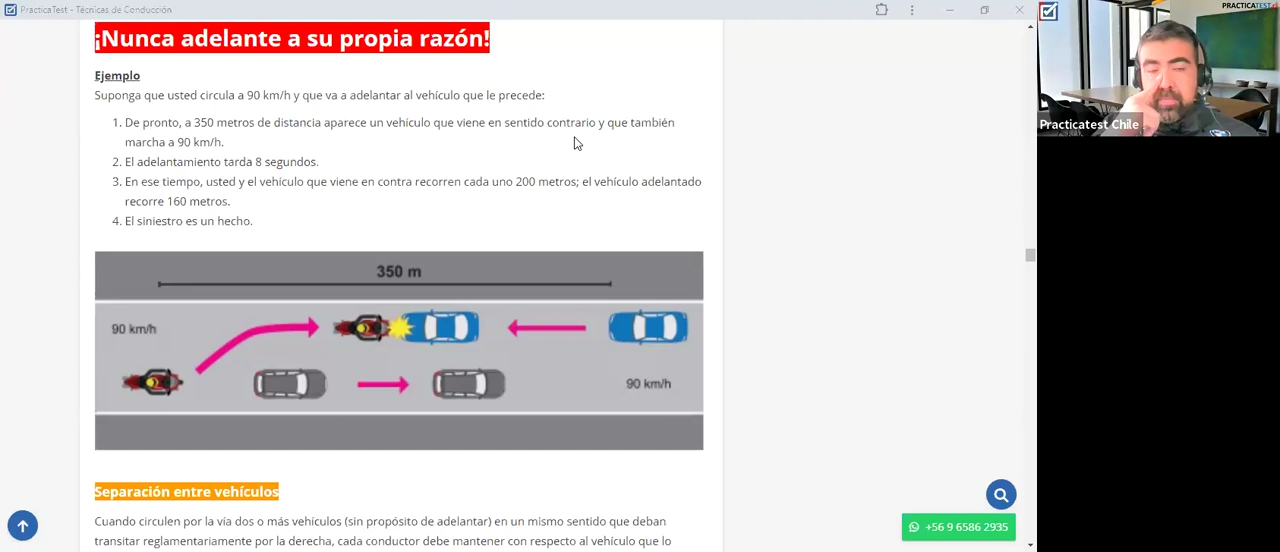 PracticaTest - Técnicas de Conducción
¡Nunca adelante a su propia razón!
Ejemplo
Suponga que usted circula a 90 km/h y que va a adelantar al vehículo que le precede:
1. De pronto, a 350 metros de distancia aparece un vehículo que viene en sentido contrario y que también
marcha a 90 km/h.
2. El adelantamiento tarda 8 segundos.
3. En ese tiempo, usted y el vehículo que viene en contra recorren cada uno 200 metros; el vehículo adelantado
recorre 160 metros.
4. El siniestro es un hecho.
350 m
90 km/h
90 km/h
Separación entre vehículos
Cuando circulen por la vía dos o más vehículos (sin propósito de adelantar) en un mismo sentido que deban
transitar reglamentariamente por la derecha, cada conductor debe mantener con respecto al vehículo que lo
+56 9 6586 2935
PRACTICATEST
Practicatest Chile